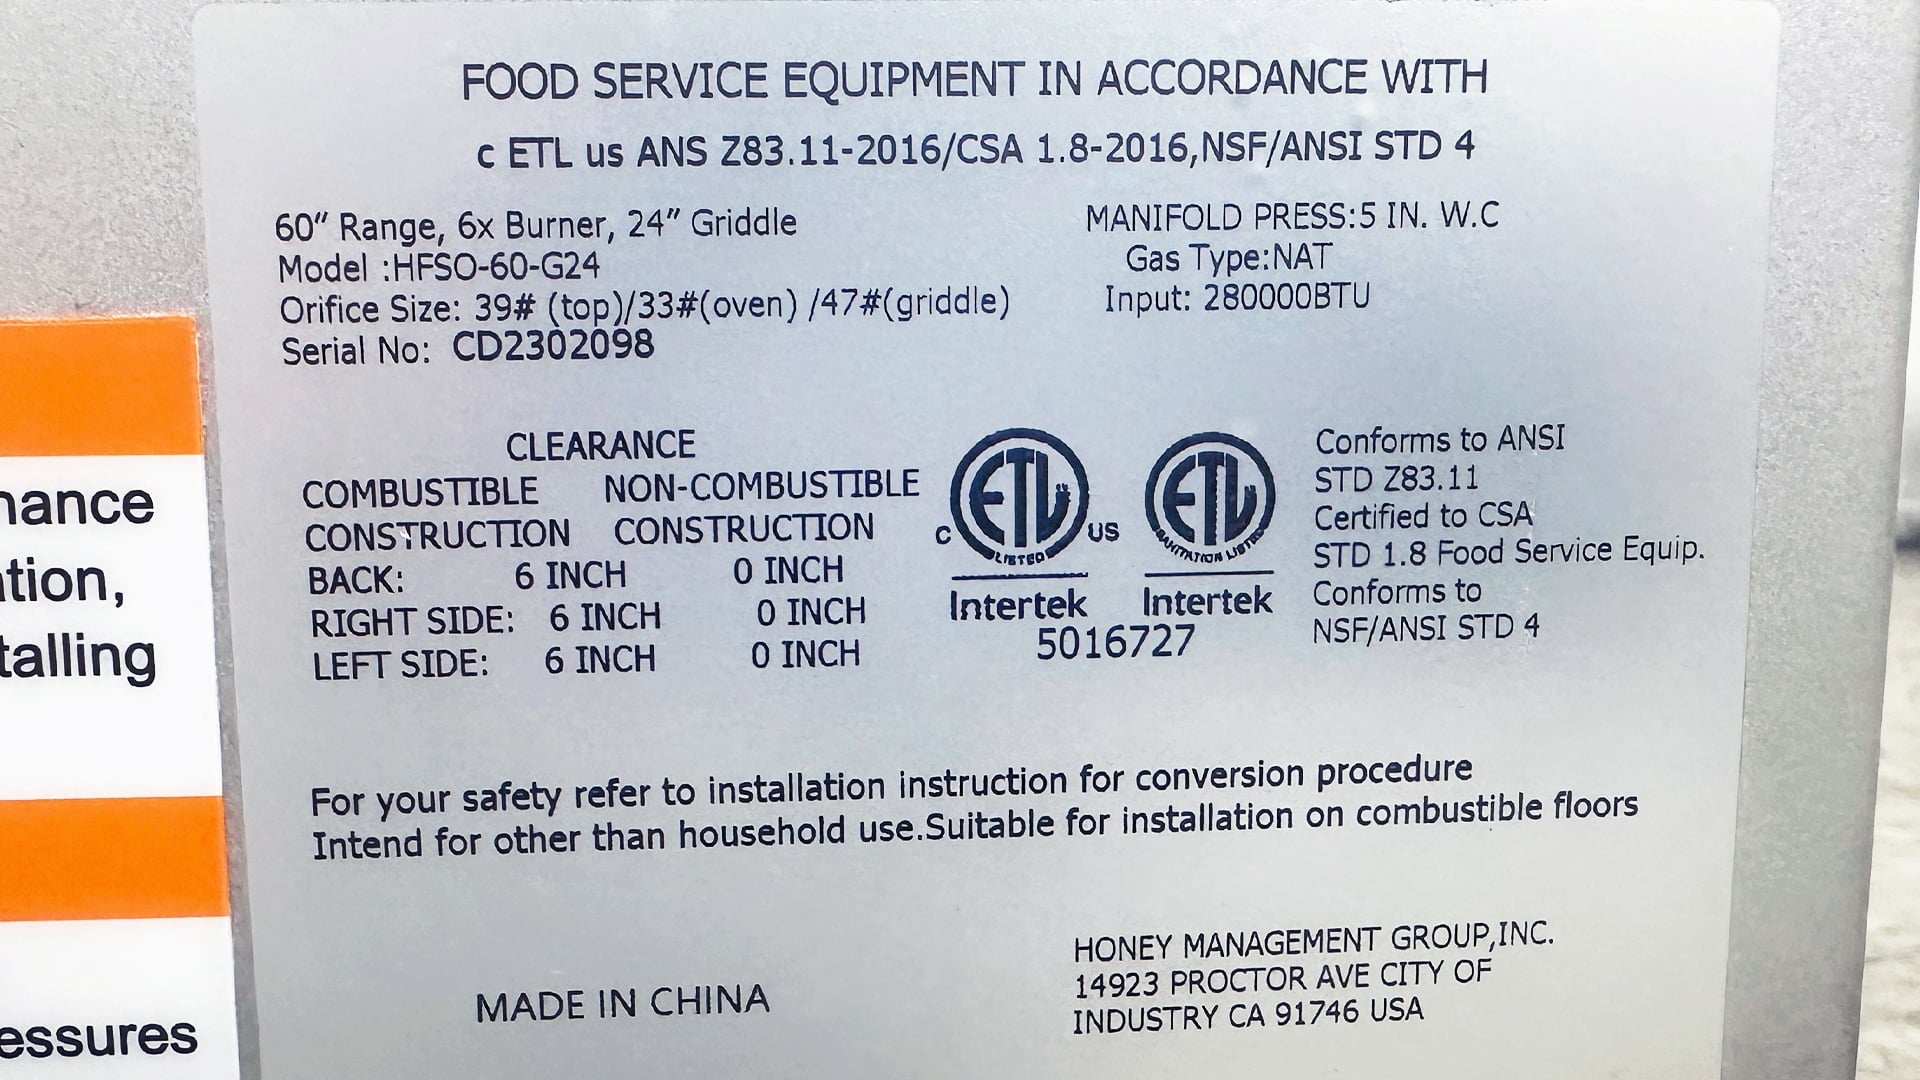 FOOD SERVICE EQUIPMENT IN ACCORDANCE WITH
c ETL us ANS Z83.11-2016/CSA 1.8-2016,NSF/ANSI STD 4
60" Range, 6x Burner, 24" Griddle
Model :HFSO-60-G24
Orifice Size: 39# (top)/33#(oven) /47#(griddle)
Serial No: CD2302098
MANIFOLD PRESS:5 IN. W.C
Gas Type:NAT
Input: 280000BTU
CLEARANCE
COMBUSTIBLE NON-COMBUSTIBLE
CONSTRUCTION CONSTRUCTION
BACK: 6 INCH 0 INCH
RIGHT SIDE: 6 INCH 0 INCH
LEFT SIDE: 6 INCH 0 INCH
ETL
LISTED
c US
Intertek
ETL
SANITATION LISTED
Intertek
5016727
Conforms to ANSI
STD Z83.11
Certified to CSA
STD 1.8 Food Service Equip.
Conforms to
NSF/ANSI STD 4
For your safety refer to installation instruction for conversion procedure
Intend for other than household use.Suitable for installation on combustible floors
MADE IN CHINA
HONEY MANAGEMENT GROUP,INC.
14923 PROCTOR AVE CITY OF
INDUSTRY CA 91746 USA
nance
tion,
talling
essures